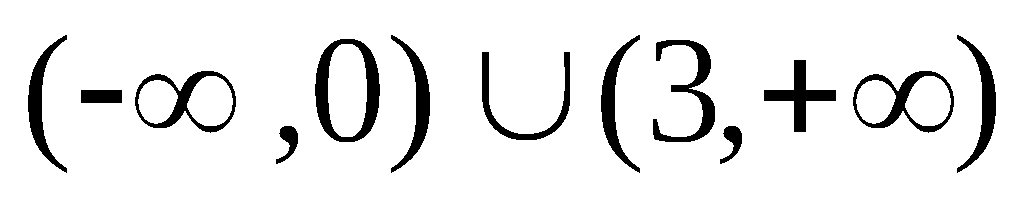 (-∞ ,0) ∪(3,+∞)